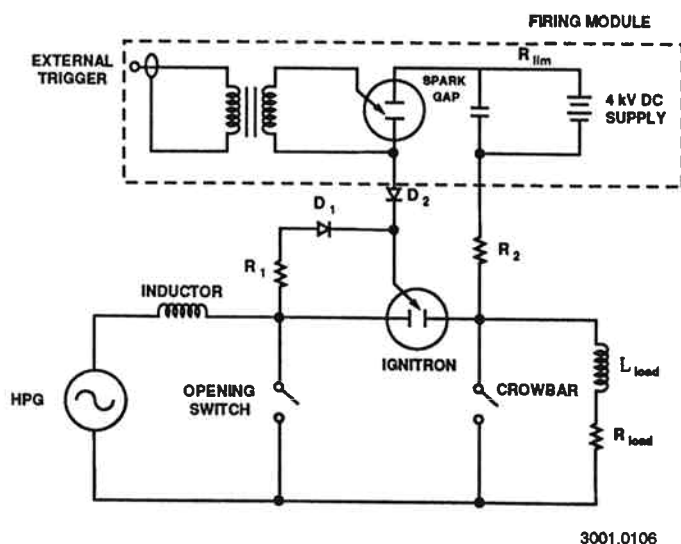 FIRING MODULE
EXTERNAL
TRIGGER
SPARK
GAP
R lim
4 kV DC
SUPPLY
D 1
D 2
R 1
R 2
INDUCTOR
IGNITRON
HPG
OPENING
SWITCH
CROWBAR
L load
R load
3001.0106